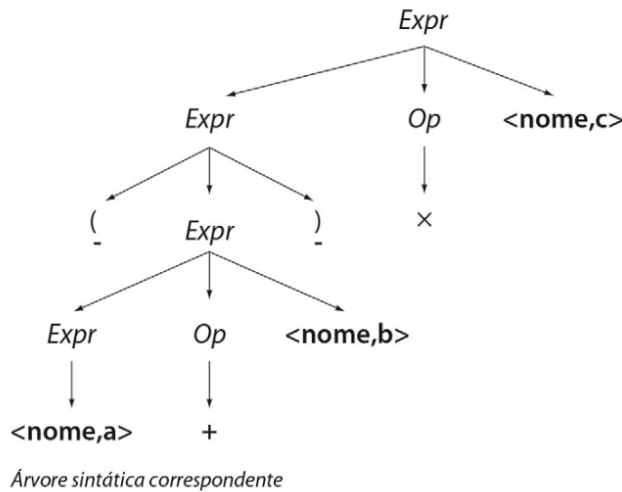 Expr
Expr Op <nome,c>
( Expr ) ×
Expr Op <nome,b>
<nome,a> +
Árvore sintática correspondente